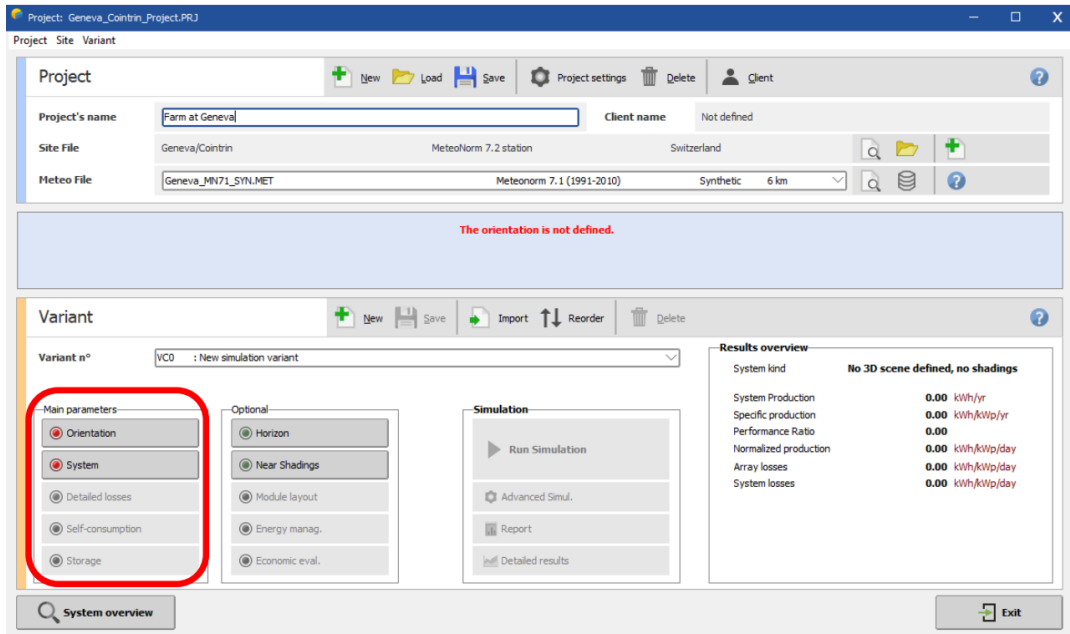 Project: Geneva_Cointrin_Project.PRJ
Project Site Variant
Project New Load Save Project settings Delete Client
Project's name Farm at Geneva Client name Not defined
Site File Geneva/Cointrin MeteoNorm 7.2 station Switzerland
Meteo File Geneva_MN71_SYN.MET Meteonorm 7.1 (1991-2010) Synthetic 6 km
The orientation is not defined.
Variant New Save Import Reorder Delete
Variant n° VC0 : New simulation variant
Main parameters
Orientation
System
Detailed losses
Self-consumption
Storage
Optional
Horizon
Near Shadings
Module layout
Energy manag.
Economic eval.
Simulation
Run Simulation
Advanced Simul.
Report
Detailed results
Results overview
System kind No 3D scene defined, no shadings
System Production 0.00 kWh/yr
Specific production 0.00 kWh/kWp/yr
Performance Ratio 0.00
Normalized production 0.00 kWh/kWp/day
Array losses 0.00 kWh/kWp/day
System losses 0.00 kWh/kWp/day
System overview
Exit